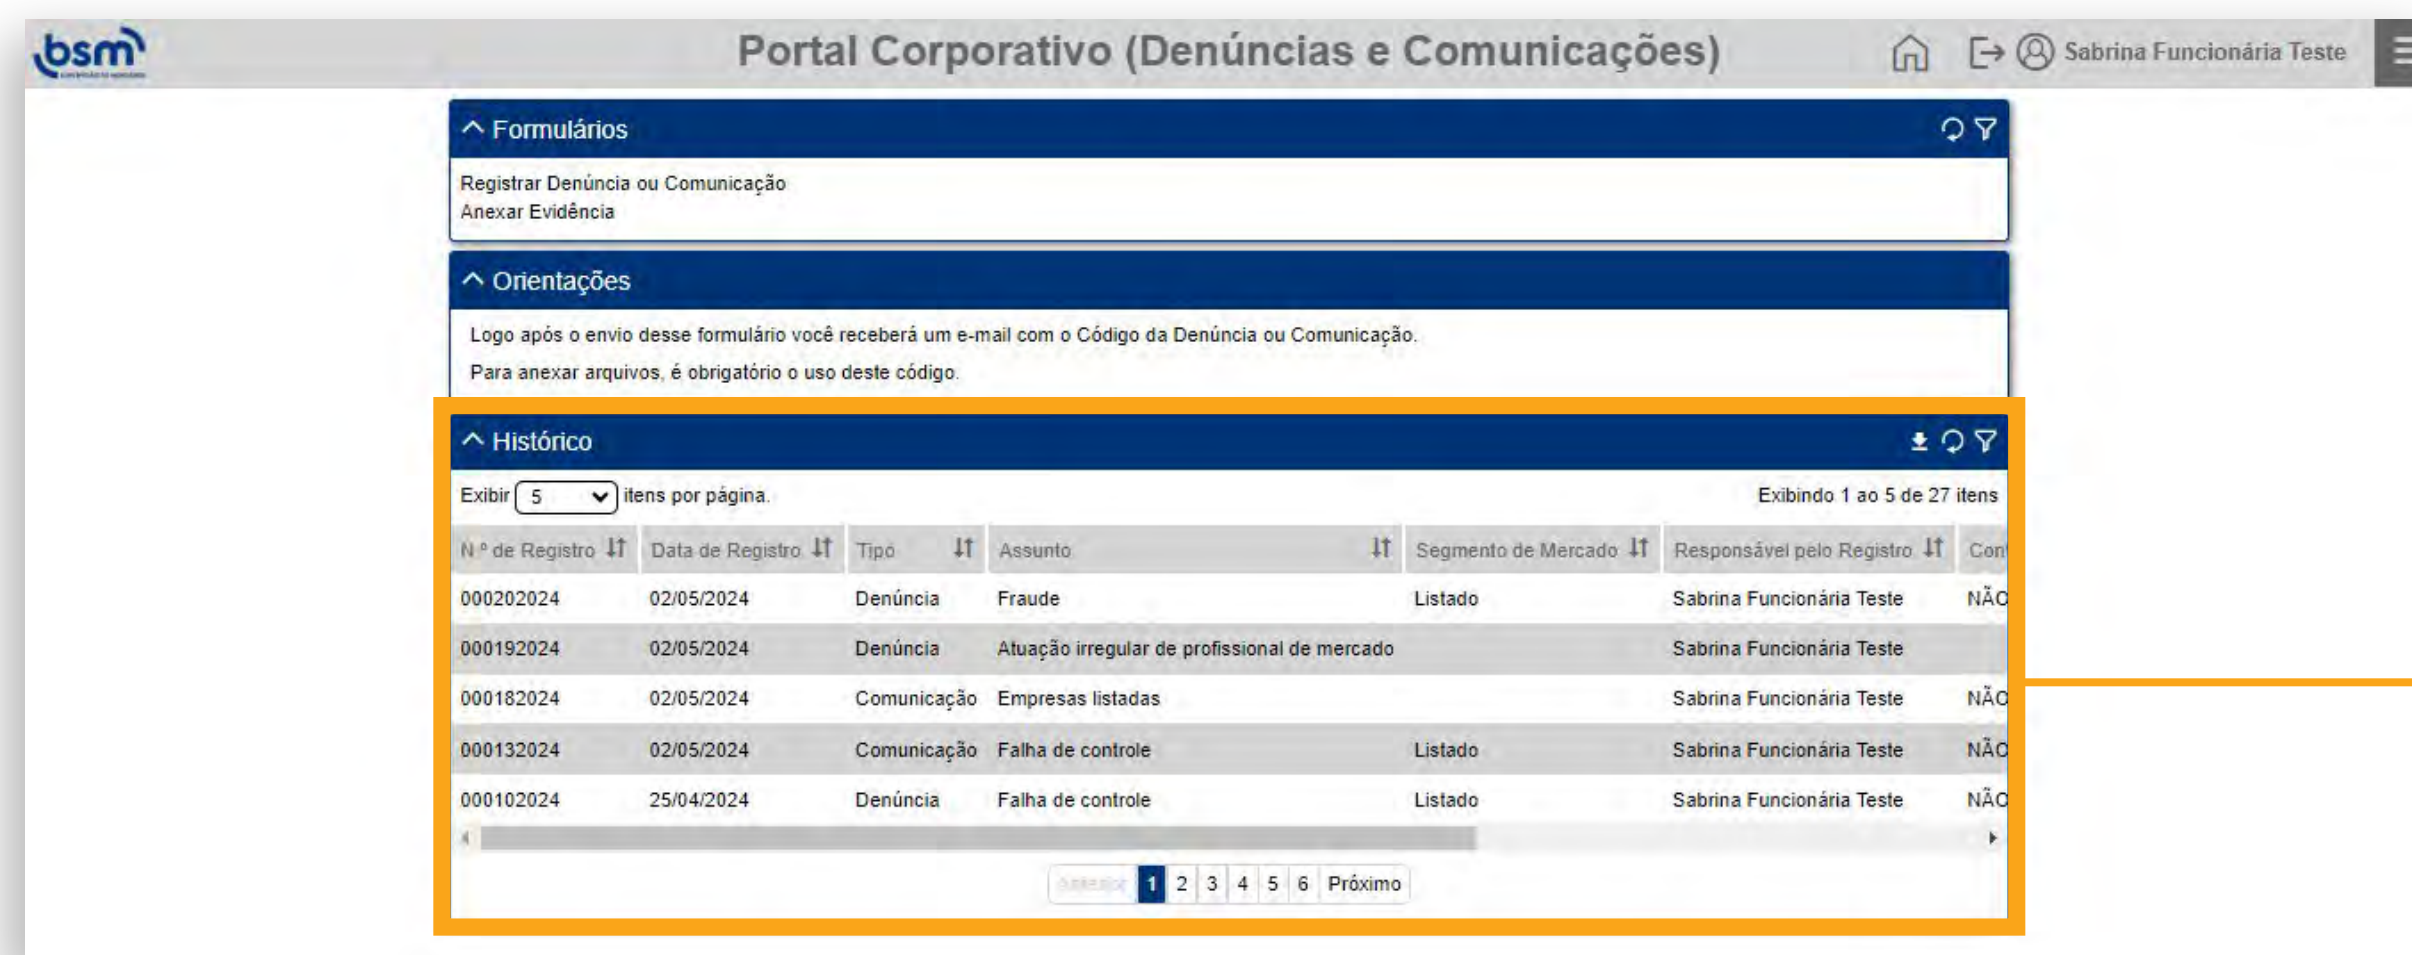 bsm
Portal Corporativo (Denúncias e Comunicações)
Sabrina Funcionária Teste
Formulários
Registrar Denúncia ou Comunicação
Anexar Evidência
Orientações
Logo após o envio desse formulário você receberá um e-mail com o Código da Denúncia ou Comunicação.
Para anexar arquivos, é obrigatório o uso deste código.
Histórico
Exibir 5 itens por página.
Exibindo 1 ao 5 de 27 itens
N.º de Registro Data de Registro Tipo Assunto Segmento de Mercado Responsável pelo Registro Con
000202024 02/05/2024 Denúncia Fraude Listado Sabrina Funcionária Teste NÃO
000192024 02/05/2024 Denúncia Atuação irregular de profissional de mercado Sabrina Funcionária Teste
000182024 02/05/2024 Comunicação Empresas listadas Sabrina Funcionária Teste NÃO
000132024 02/05/2024 Comunicação Falha de controle Listado Sabrina Funcionária Teste NÃO
000102024 25/04/2024 Denúncia Falha de controle Listado Sabrina Funcionária Teste NÃO
Anterior 1 2 3 4 5 6 Próximo